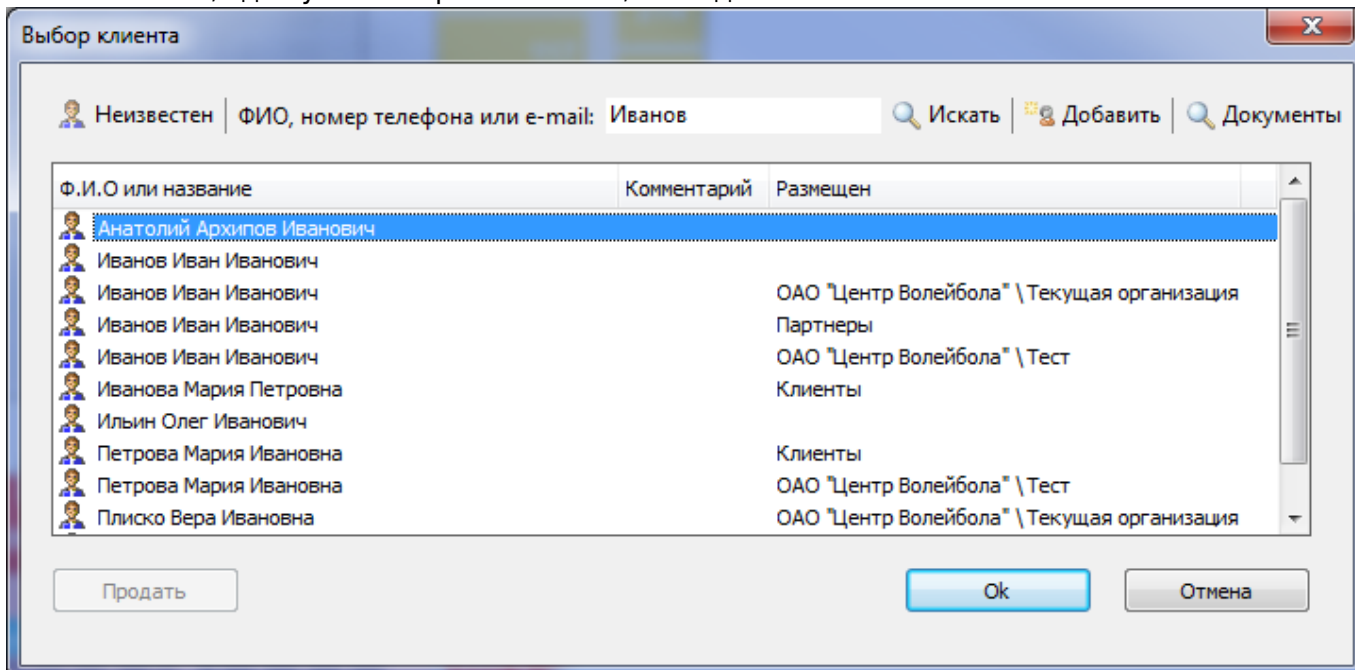 Выбор клиента
Неизвестен ФИО, номер телефона или e-mail: Иванов Искать Добавить Документы
Ф.И.О или название Комментарий Размещен
Анатолий Архипов Иванович
Иванов Иван Иванович
Иванов Иван Иванович ОАО "Центр Волейбола" \ Текущая организация
Иванов Иван Иванович Партнеры
Иванов Иван Иванович ОАО "Центр Волейбола" \ Тест
Иванова Мария Петровна Клиенты
Ильин Олег Иванович
Петрова Мария Ивановна Клиенты
Петрова Мария Ивановна ОАО "Центр Волейбола" \ Тест
Плиско Вера Ивановна ОАО "Центр Волейбола" \ Текущая организация
Продать Ok Отмена